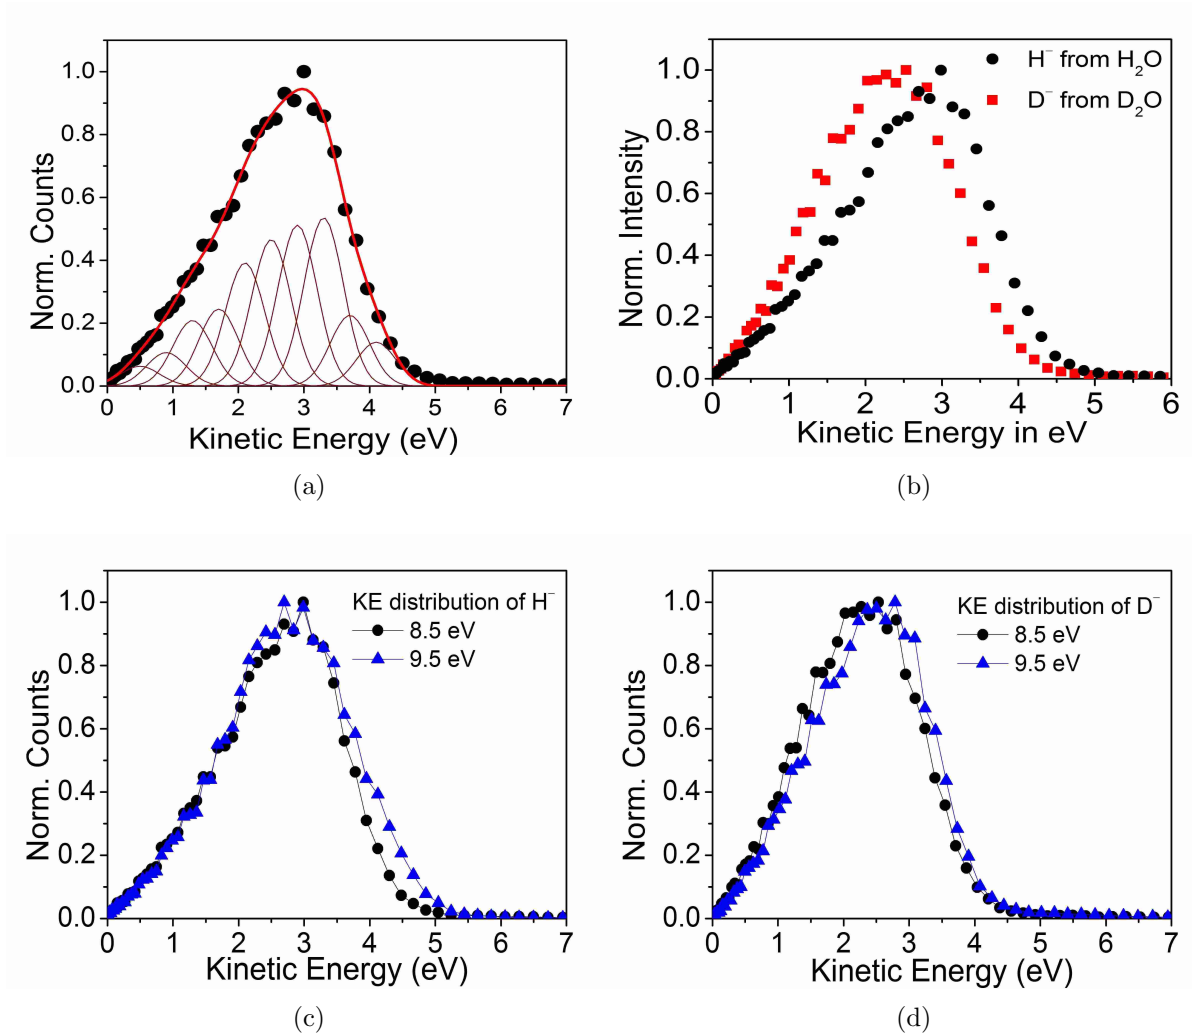 Norm. Counts
1.0
0.8
0.6
0.4
0.2
0.0
0 1 2 3 4 5 6 7
Kinetic Energy (eV)
(a)
Norm. Intensity
1.0
0.8
0.6
0.4
0.2
0.0
H⁻ from H₂O
D⁻ from D₂O
0 1 2 3 4 5 6
Kinetic Energy in eV
(b)
Norm. Counts
1.0
0.8
0.6
0.4
0.2
0.0
KE distribution of H⁻
8.5 eV
9.5 eV
0 1 2 3 4 5 6 7
Kinetic Energy (eV)
(c)
Norm. Counts
1.0
0.8
0.6
0.4
0.2
0.0
KE distribution of D⁻
8.5 eV
9.5 eV
0 1 2 3 4 5 6 7
Kinetic Energy (eV)
(d)